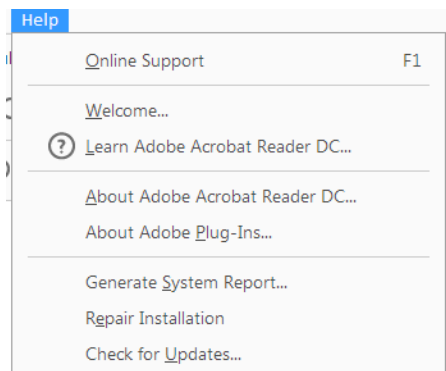 Help
Online Support F1
Welcome...
Learn Adobe Acrobat Reader DC...
About Adobe Acrobat Reader DC...
About Adobe Plug-Ins...
Generate System Report...
Repair Installation
Check for Updates...